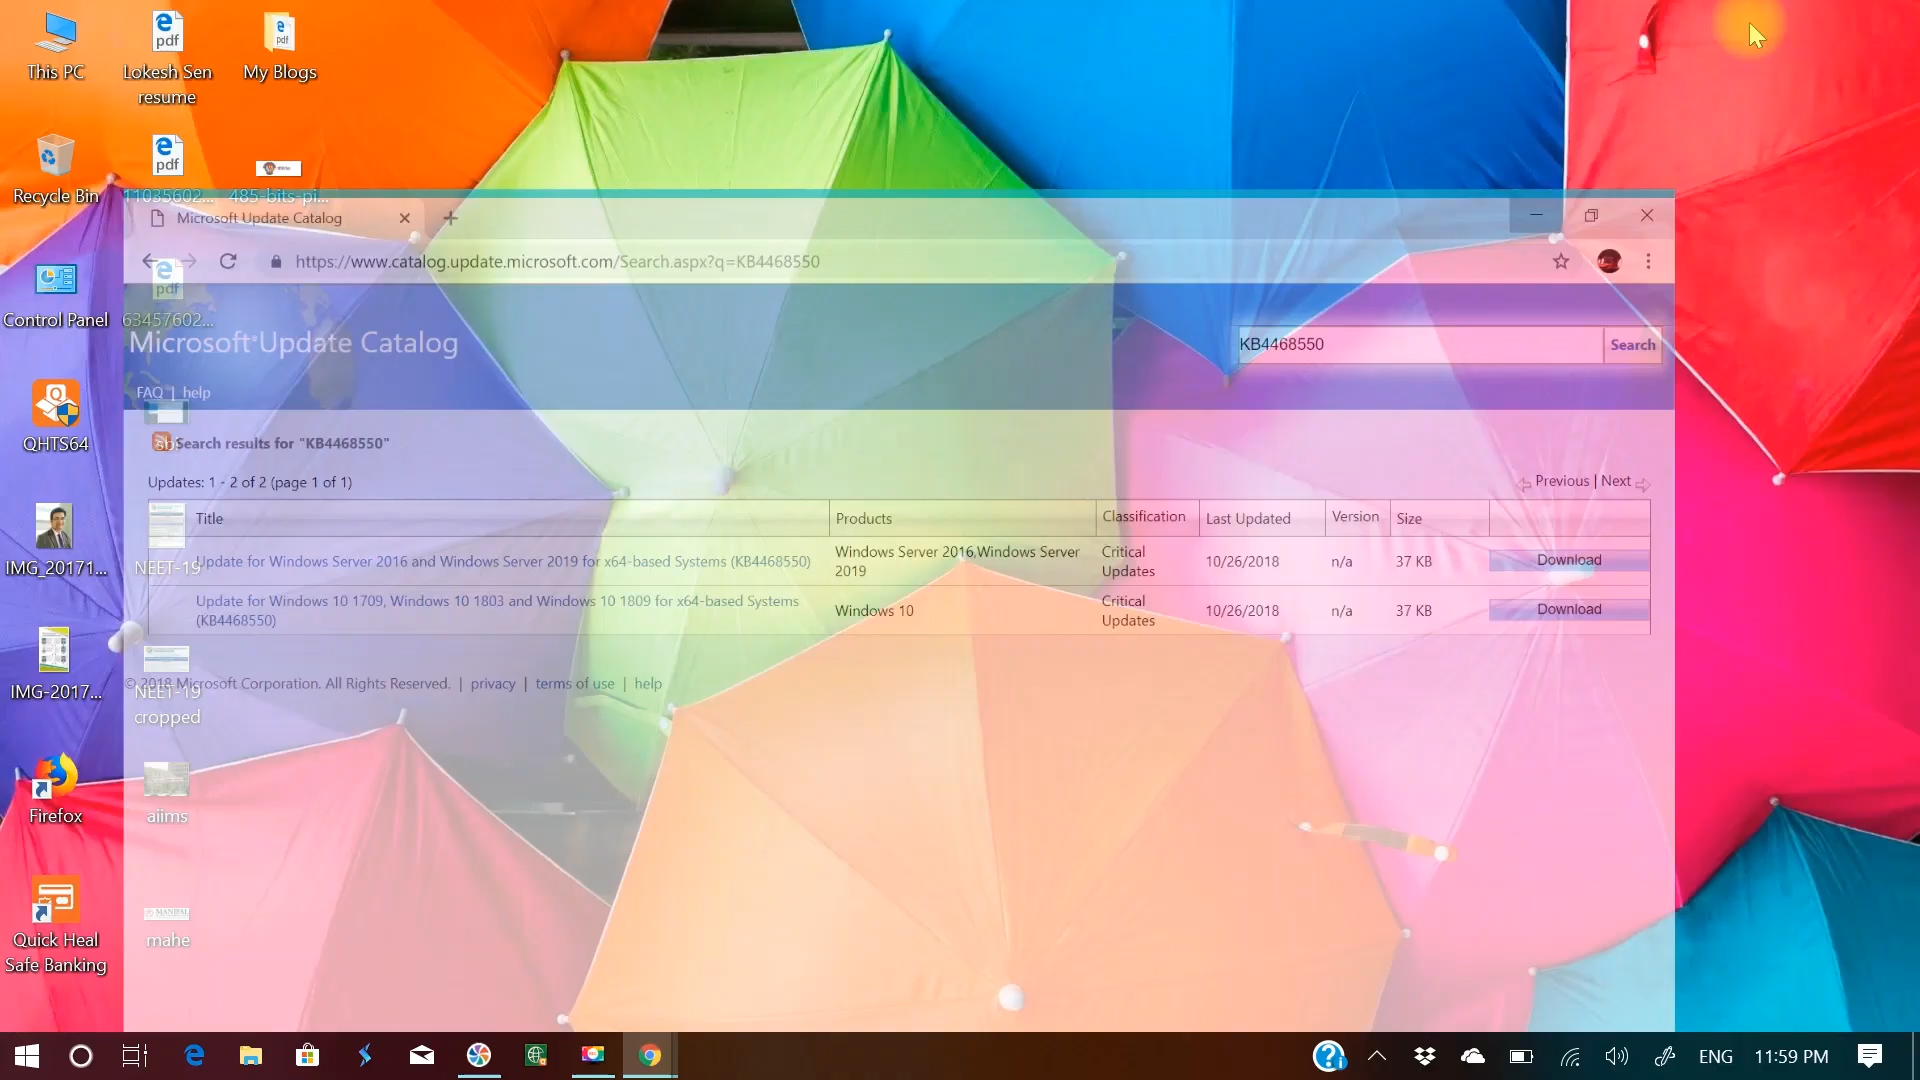 This PC
Lokesh Sen
resume
My Blogs
Recycle Bin
11035602...
485-bits-pi...
Control Panel
63457602...
QHTS64
IMG_20171...
NEET-19
IMG-2017...
NEET-19
cropped
Firefox
aiims
Quick Heal
Safe Banking
MANIPAL
mahe
Microsoft Update Catalog
https://www.catalog.update.microsoft.com/Search.aspx?q=KB4468550
Microsoft Update Catalog
KB4468550
Search
FAQ | help
Search results for "KB4468550"
Updates: 1 - 2 of 2 (page 1 of 1)
Previous | Next
Title Products Classification Last Updated Version Size
Update for Windows Server 2016 and Windows Server 2019 for x64-based Systems (KB4468550)
Windows Server 2016,Windows Server
2019
Critical
Updates
10/26/2018
n/a
37 KB
Download
Update for Windows 10 1709, Windows 10 1803 and Windows 10 1809 for x64-based Systems
(KB4468550)
Windows 10
Critical
Updates
10/26/2018
n/a
37 KB
Download
© 2018 Microsoft Corporation. All Rights Reserved. | privacy | terms of use | help
ENG
11:59 PM